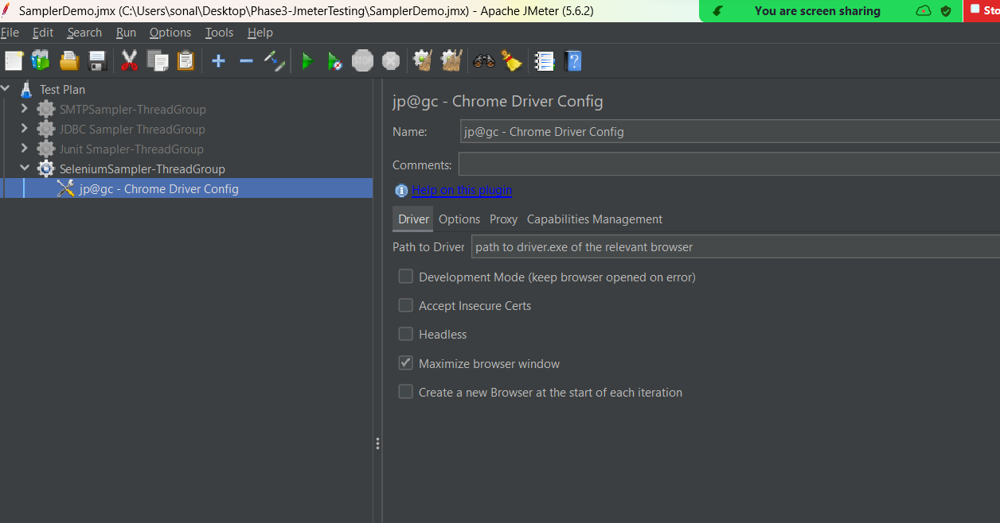 SamplerDemo.jmx (C:\Users\sonal\Desktop\Phase3-JmeterTesting\SamplerDemo.jmx) - Apache JMeter (5.6.2)
You are screen sharing
Sto
File Edit Search Run Options Tools Help
STOP
Test Plan
SMTPSampler-ThreadGroup
JDBC Sampler ThreadGroup
Junit Smapler-ThreadGroup
SeleniumSampler-ThreadGroup
jp@gc - Chrome Driver Config
jp@gc - Chrome Driver Config
Name: jp@gc - Chrome Driver Config
Comments:
Help on this plugin
Driver Options Proxy Capabilities Management
Path to Driver path to driver.exe of the relevant browser
Development Mode (keep browser opened on error)
Accept Insecure Certs
Headless
Maximize browser window
Create a new Browser at the start of each iteration